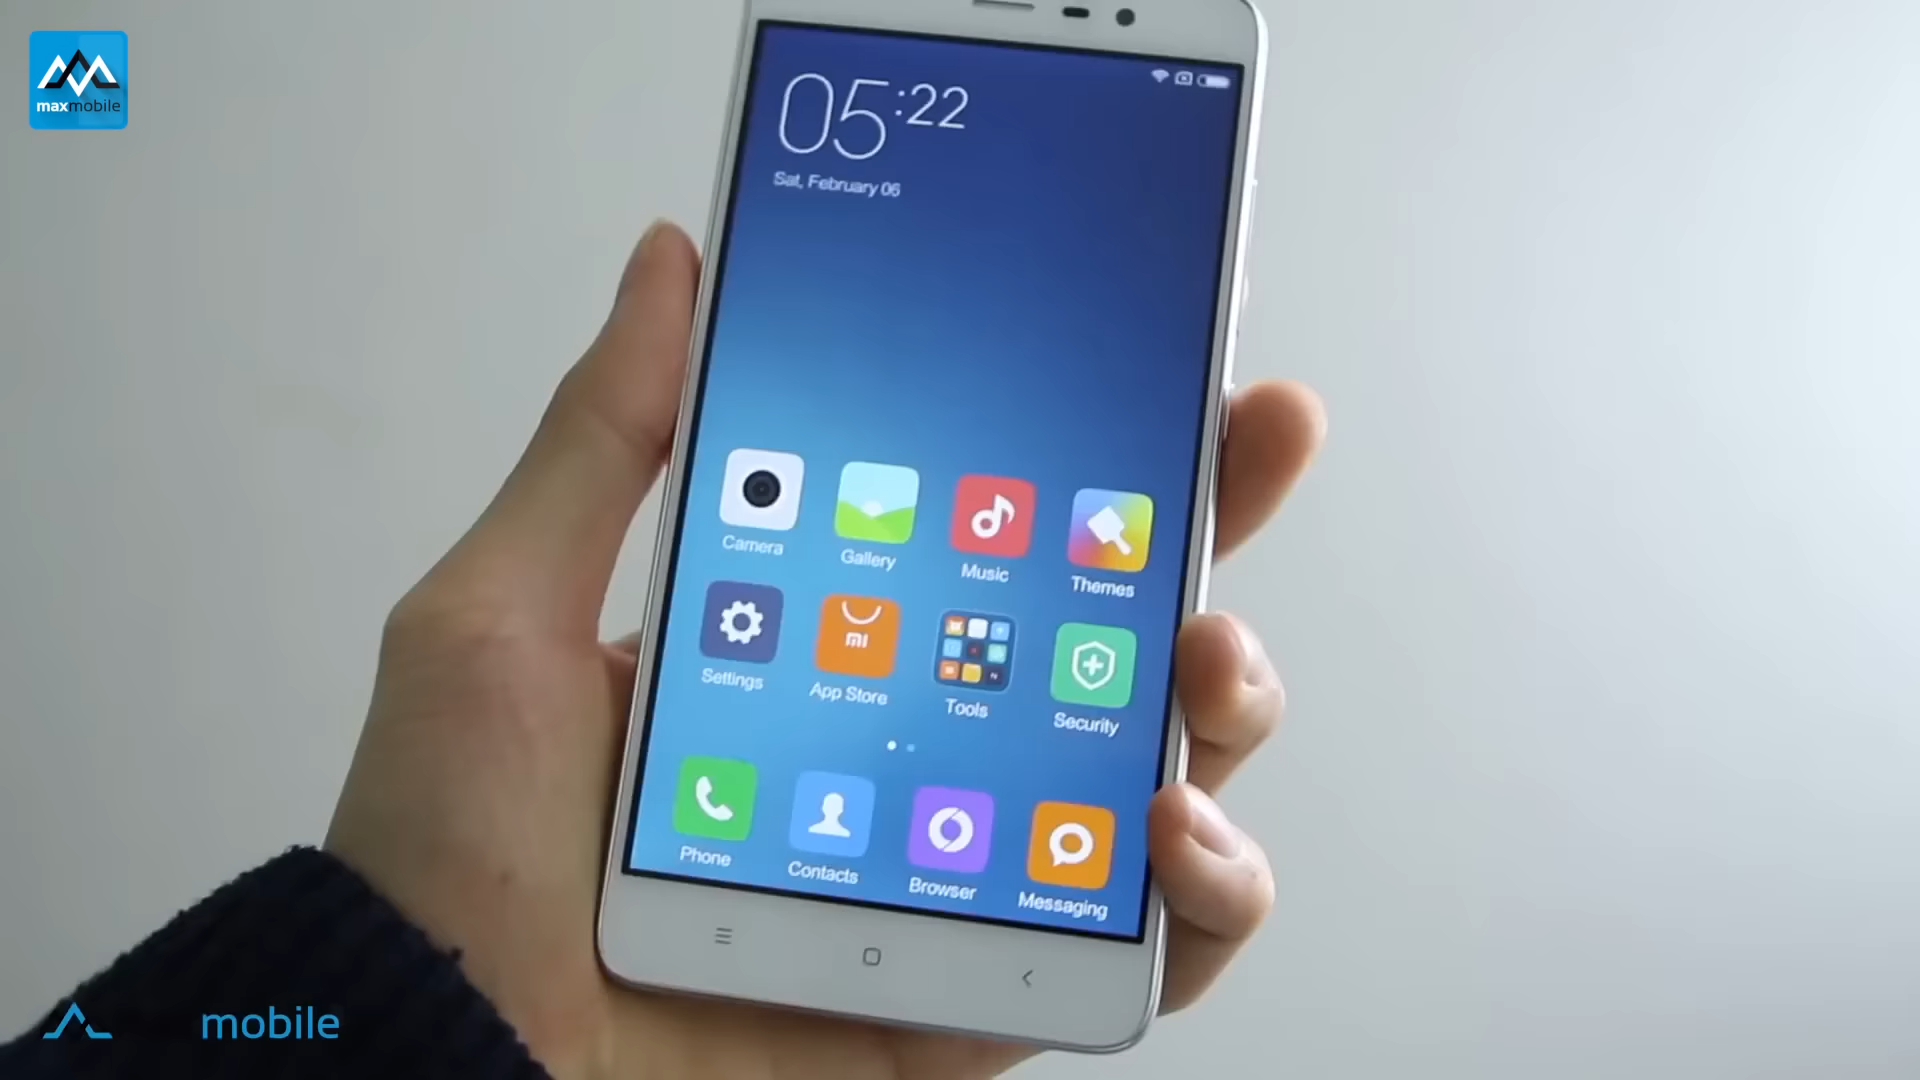 maxmobile
05:22
Sat, February 06
Camera
Gallery
Music
Themes
Settings
mi
App Store
Tools
Security
Phone
Contacts
Browser
Messaging
mobile